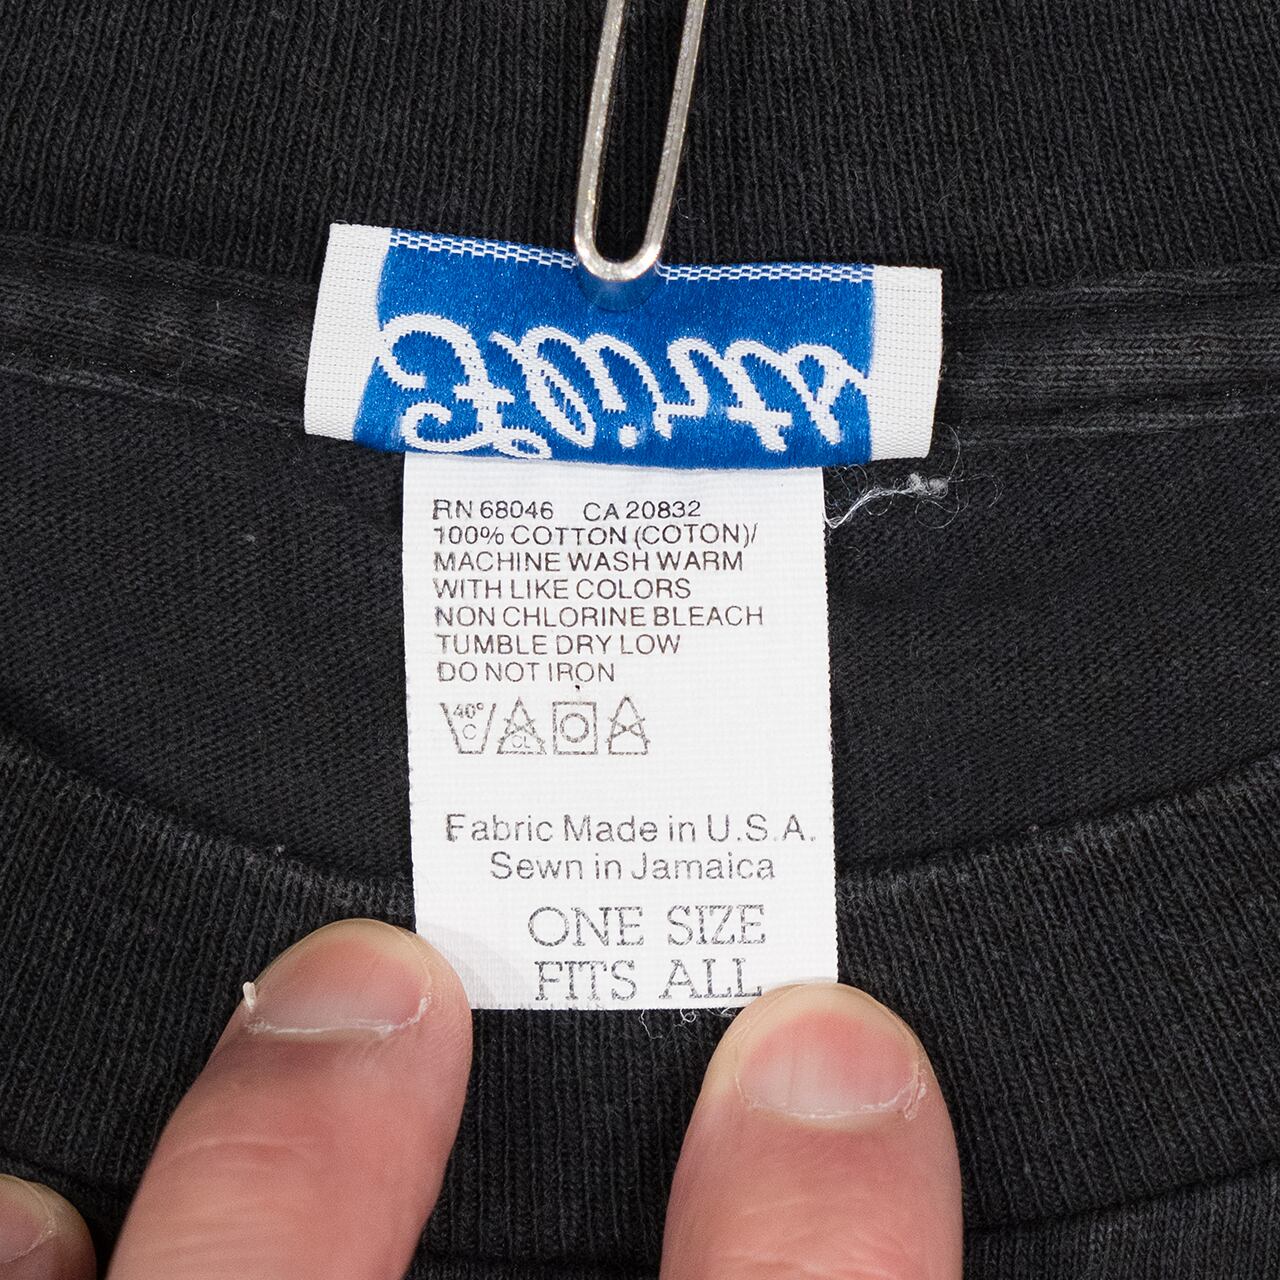 RN 68046 CA 20832
100% COTTON (COTON)/
MACHINE WASH WARM
WITH LIKE COLORS
NON CHLORINE BLEACH
TUMBLE DRY LOW
DO NOT IRON
40°
C
CL
Fabric Made in U.S.A.
Sewn in Jamaica
ONE SIZE
FITS ALL